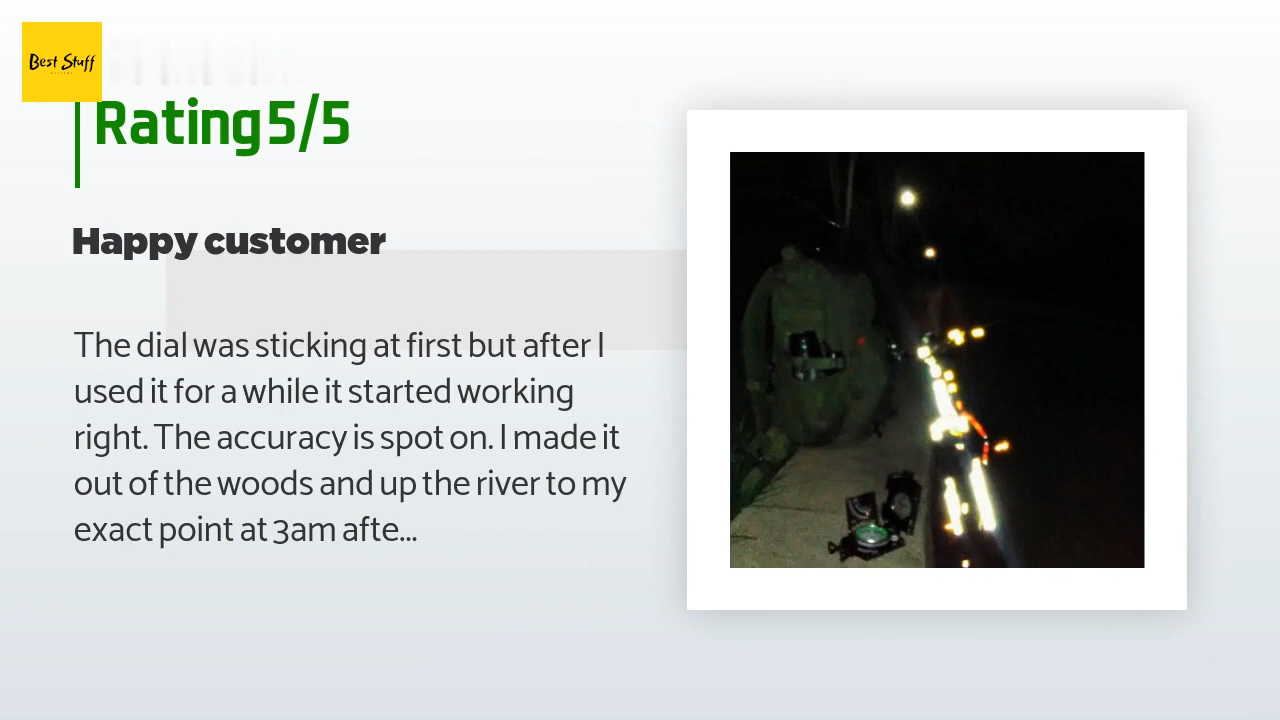 Best Stuff
Rating 5/5
Happy customer
The dial was sticking at first but after I
used it for a while it started working
right. The accuracy is spot on. I made it
out of the woods and up the river to my
exact point at 3am afte...